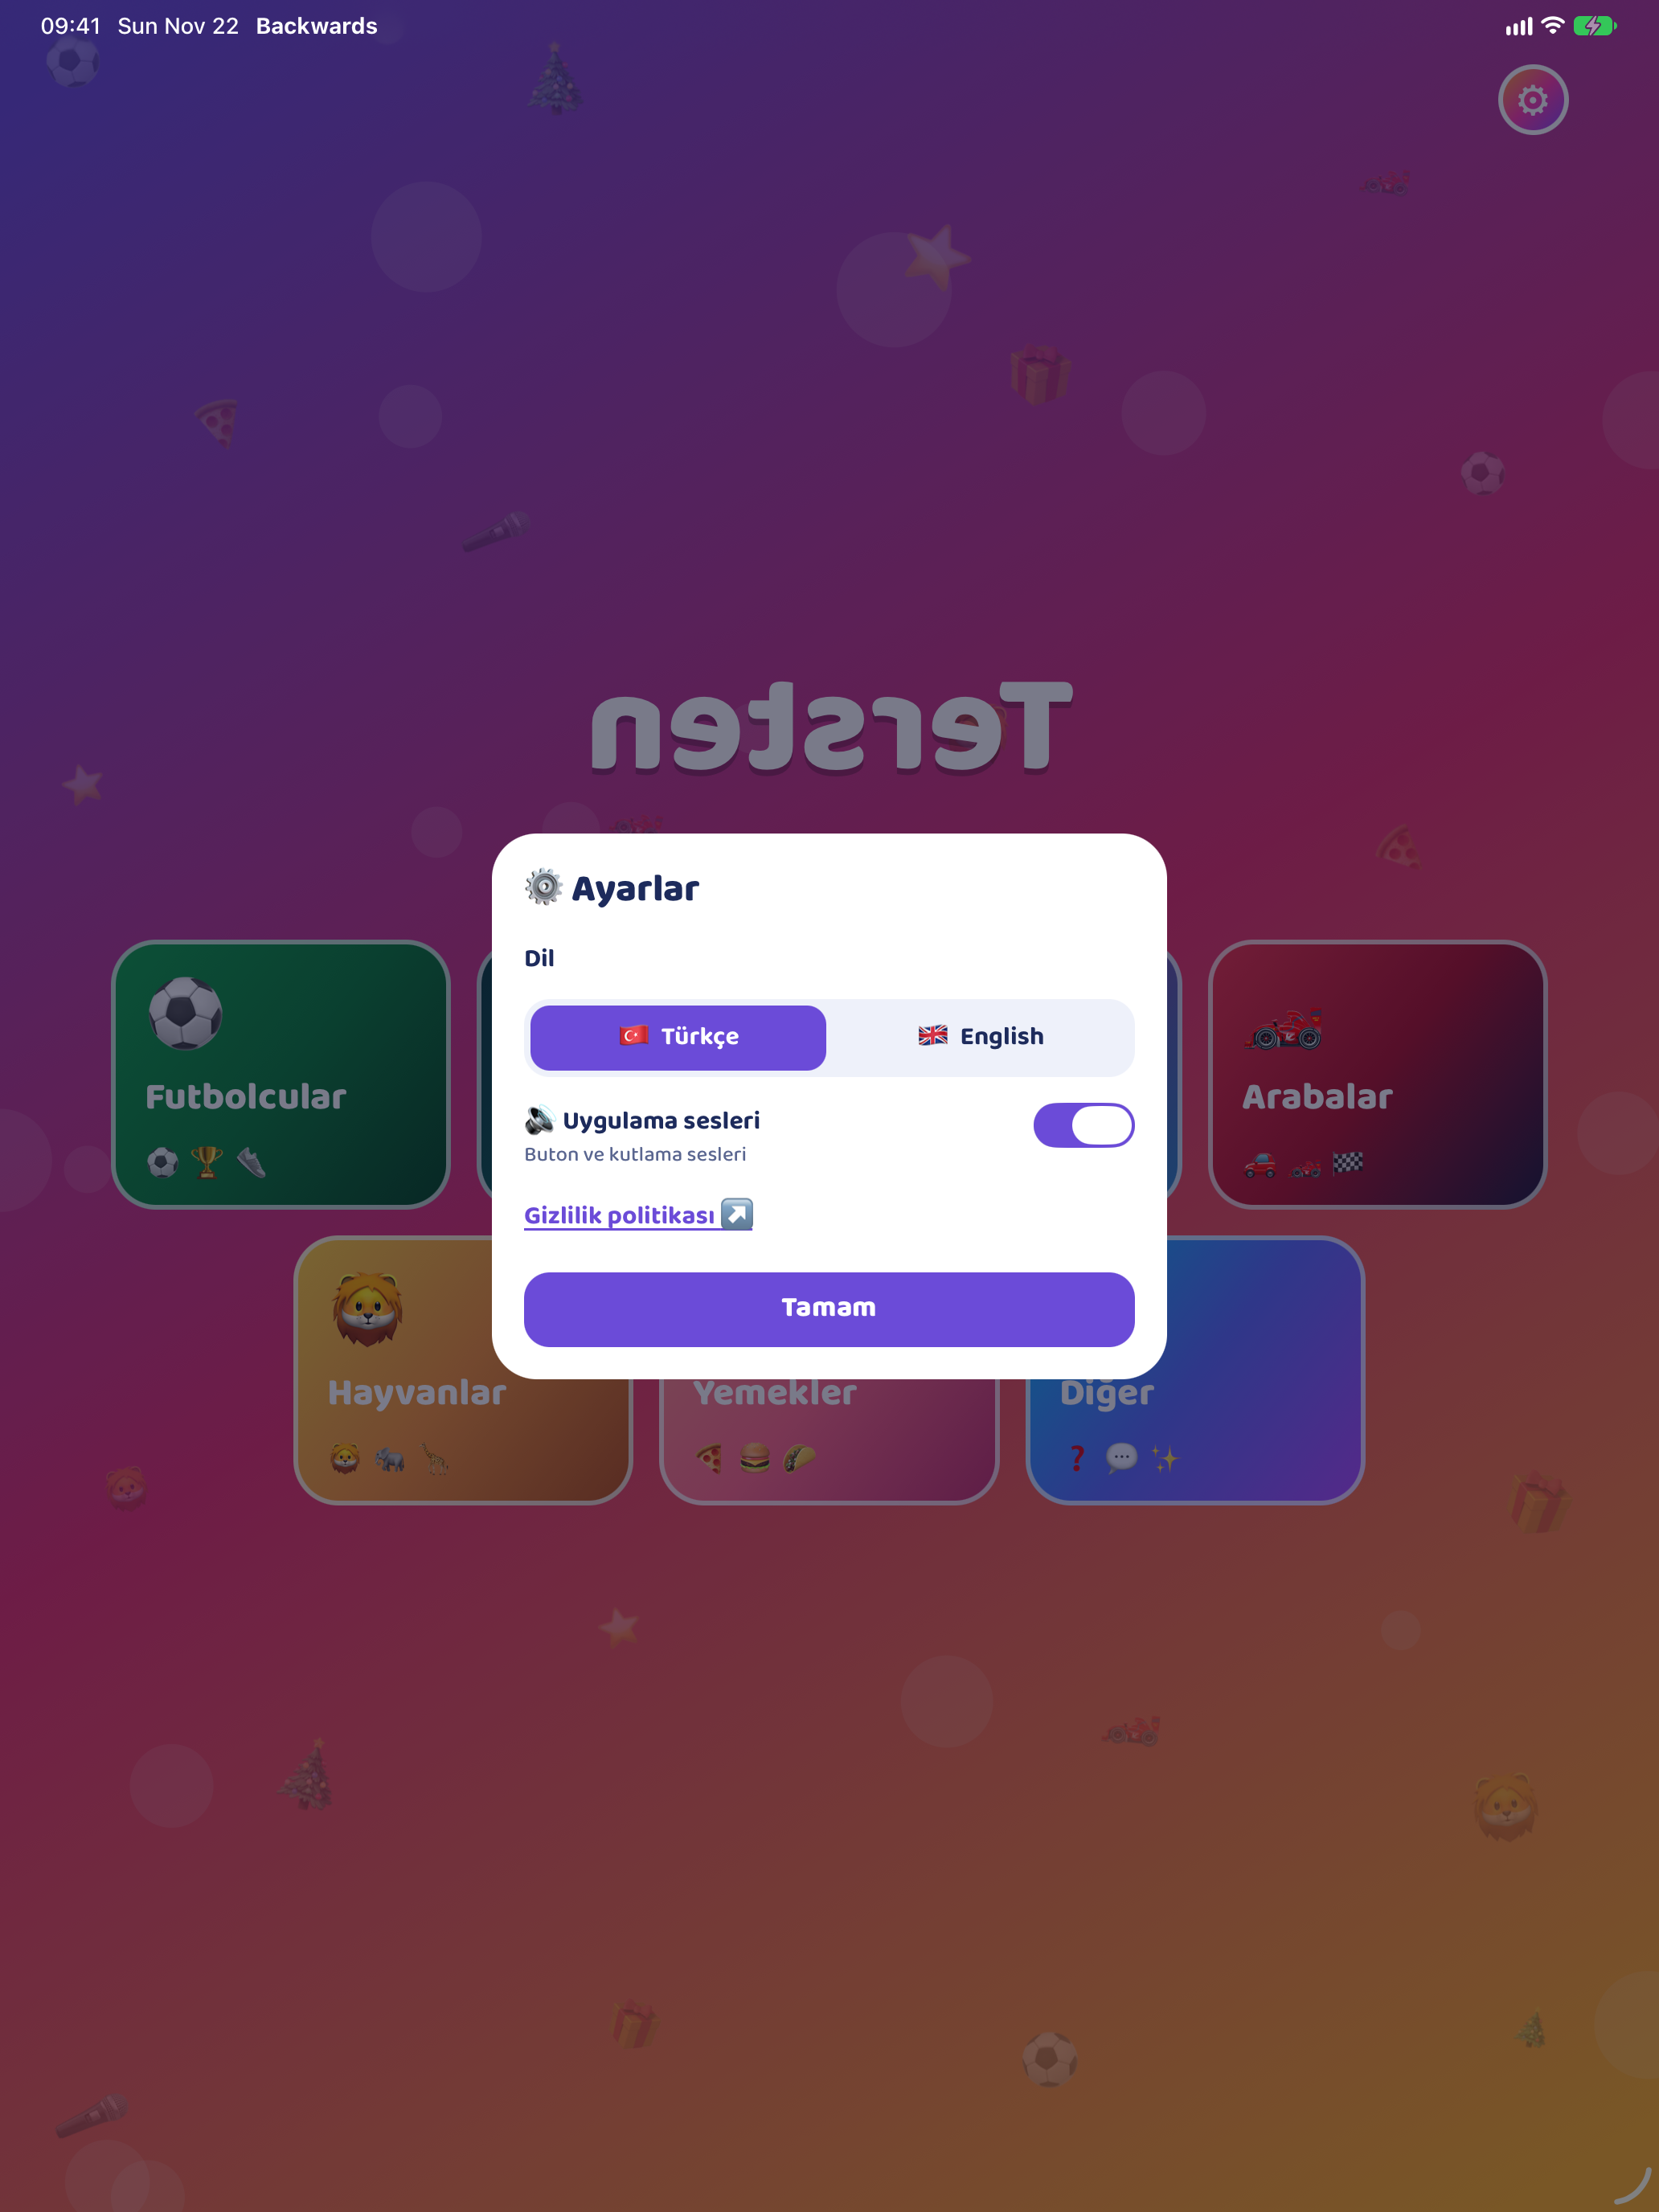 09:41 Sun Nov 22 Backwards
Tersten
Ayarlar
Dil
Türkçe English
Uygulama sesleri
Buton ve kutlama sesleri
Gizlilik politikası
Tamam
Futbolcular
Arabalar
Hayvanlar
Yemekler
Diğer